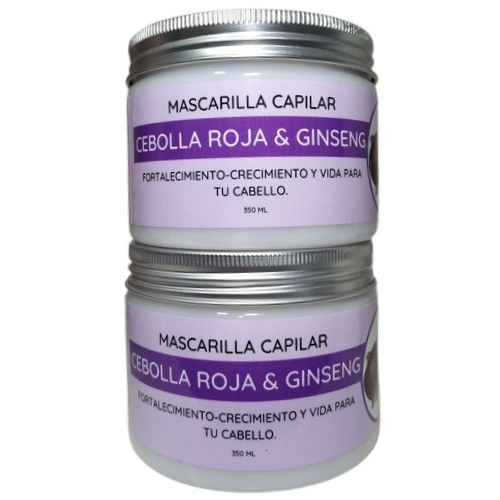 MASCARILLA CAPILAR
CEBOLLA ROJA & GINSENG
FORTALECIMIENTO-CRECIMIENTO Y VIDA PARA
TU CABELLO.
350 ML
MASCARILLA CAPILAR
CEBOLLA ROJA & GINSENG
FORTALECIMIENTO-CRECIMIENTO Y VIDA PARA
TU CABELLO.
350 ML